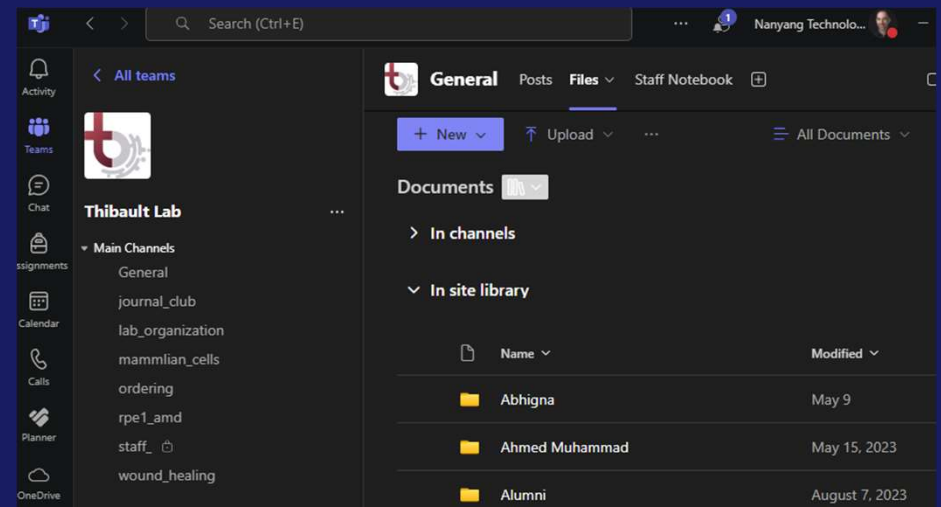 Search (Ctrl+E)
1
Nanyang Technolo...
Activity
Teams
Chat
ssignments
Calendar
Calls
Planner
OneDrive
All teams
Thibault Lab
Main Channels
General
journal_club
lab_organization
mammlian_cells
ordering
rpe1_amd
staff_
wound_healing
General Posts Files Staff Notebook
New Upload ... All Documents
Documents
In channels
In site library
Name Modified
Abhigna May 9
Ahmed Muhammad May 15, 2023
Alumni August 7, 2023